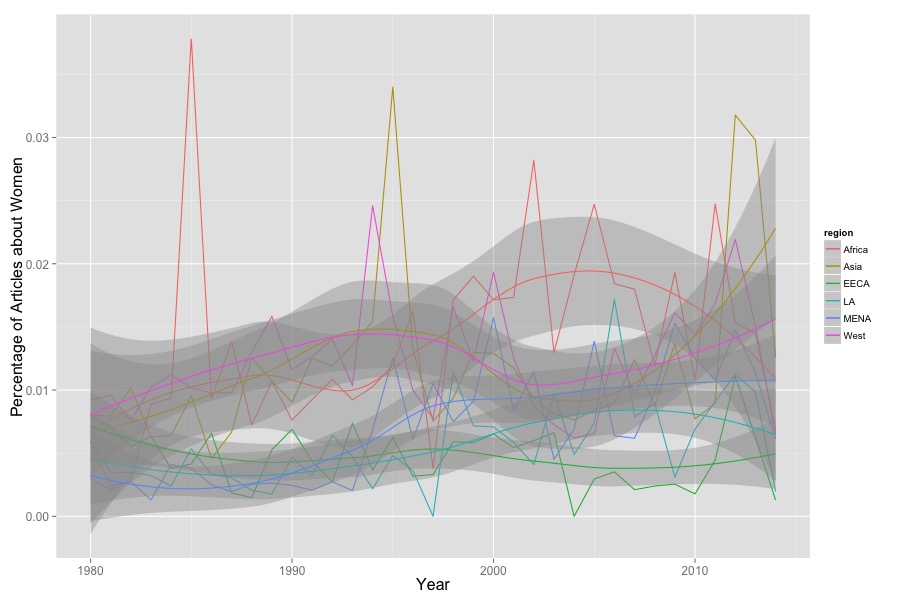 Percentage of Articles about Women
0.03
0.02
0.01
0.00
1980
1990
2000
2010
Year
region
Africa
Asia
EECA
LA
MENA
West